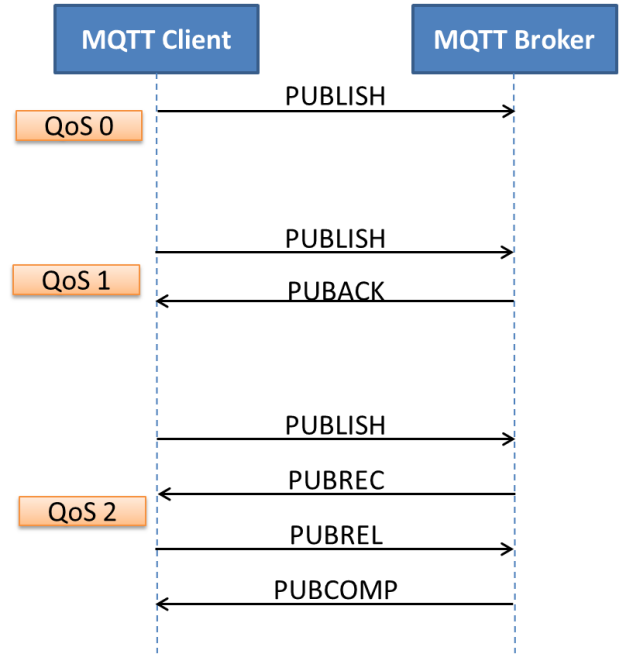 MQTT Client
MQTT Broker
PUBLISH
QoS 0
PUBLISH
QoS 1
PUBACK
PUBLISH
PUBREC
QoS 2
PUBREL
PUBCOMP